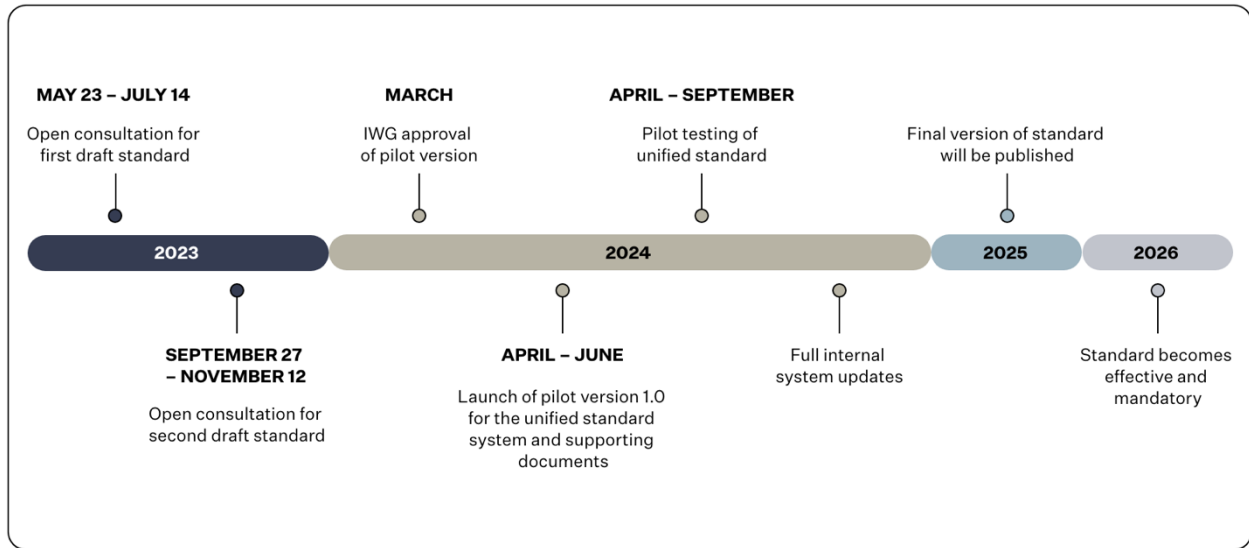 MAY 23 – JULY 14
Open consultation for
first draft standard
MARCH
IWG approval
of pilot version
APRIL – SEPTEMBER
Pilot testing of
unified standard
Final version of standard
will be published
2023
2024
2025
2026
SEPTEMBER 27
– NOVEMBER 12
Open consultation for
second draft standard
APRIL – JUNE
Launch of pilot version 1.0
for the unified standard
system and supporting
documents
Full internal
system updates
Standard becomes
effective and
mandatory